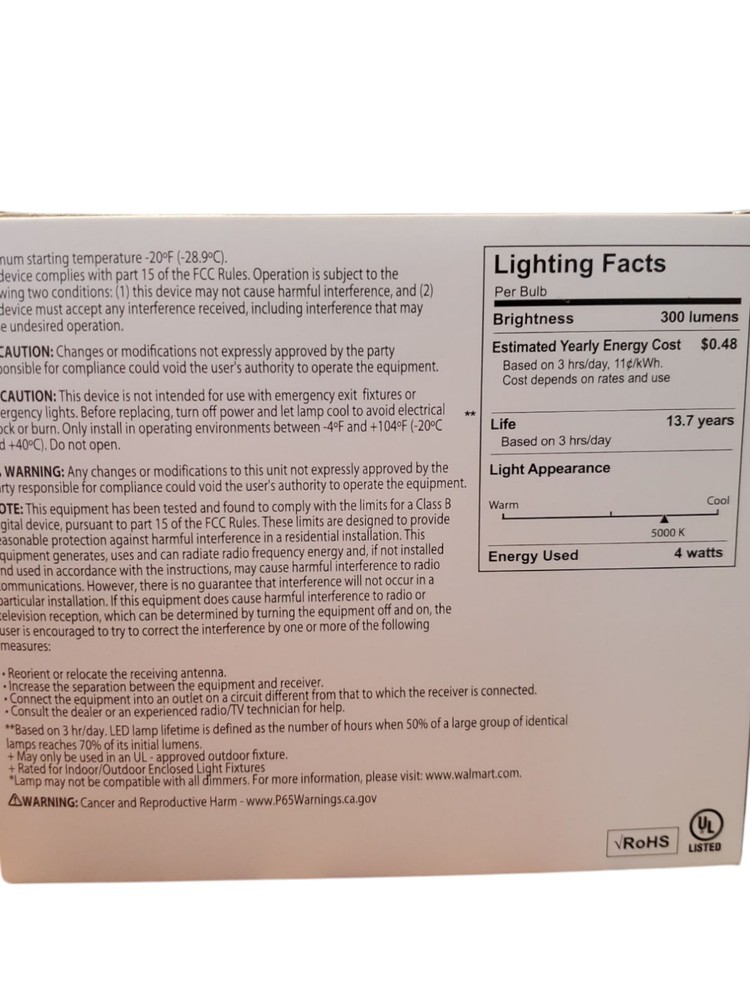 num starting temperature -20ºF (-28.9ºC).
device complies with part 15 of the FCC Rules. Operation is subject to the
wing two conditions: (1) this device may not cause harmful interference, and (2)
device must accept any interference received, including interference that may
e undesired operation.
CAUTION: Changes or modifications not expressly approved by the party
onsible for compliance could void the user's authority to operate the equipment.
CAUTION: This device is not intended for use with emergency exit fixtures or
ergency lights. Before replacing, turn off power and let lamp cool to avoid electrical
ock or burn. Only install in operating environments between -4ºF and +104ºF (-20ºC
d +40ºC). Do not open.
WARNING: Any changes or modifications to this unit not expressly approved by the
rty responsible for compliance could void the user's authority to operate the equipment.
OTE: This equipment has been tested and found to comply with the limits for a Class B
gital device, pursuant to part 15 of the FCC Rules. These limits are designed to provide
easonable protection against harmful interference in a residential installation. This
quipment generates, uses and can radiate radio frequency energy and, if not installed
nd used in accordance with the instructions, may cause harmful interference to radio
ommunications. However, there is no guarantee that interference will not occur in a
particular installation. If this equipment does cause harmful interference to radio or
elevision reception, which can be determined by turning the equipment off and on, the
user is encouraged to try to correct the interference by one or more of the following
measures:
• Reorient or relocate the receiving antenna.
• Increase the separation between the equipment and receiver.
• Connect the equipment into an outlet on a circuit different from that to which the receiver is connected.
• Consult the dealer or an experienced radio/TV technician for help.
**Based on 3 hr/day. LED lamp lifetime is defined as the number of hours when 50% of a large group of identical
lamps reaches 70% of its initial lumens.
+ May only be used in an UL - approved outdoor fixture.
+ Rated for Indoor/Outdoor Enclosed Light Fixtures
*Lamp may not be compatible with all dimmers. For more information, please visit: www.walmart.com.
⚠WARNING: Cancer and Reproductive Harm - www.P65Warnings.ca.gov
Lighting Facts
Per Bulb
Brightness 300 lumens
Estimated Yearly Energy Cost $0.48
Based on 3 hrs/day, 11¢/kWh.
Cost depends on rates and use
**
Life 13.7 years
Based on 3 hrs/day
Light Appearance
Warm Cool
5000 K
Energy Used 4 watts
√RoHS
UL
LISTED